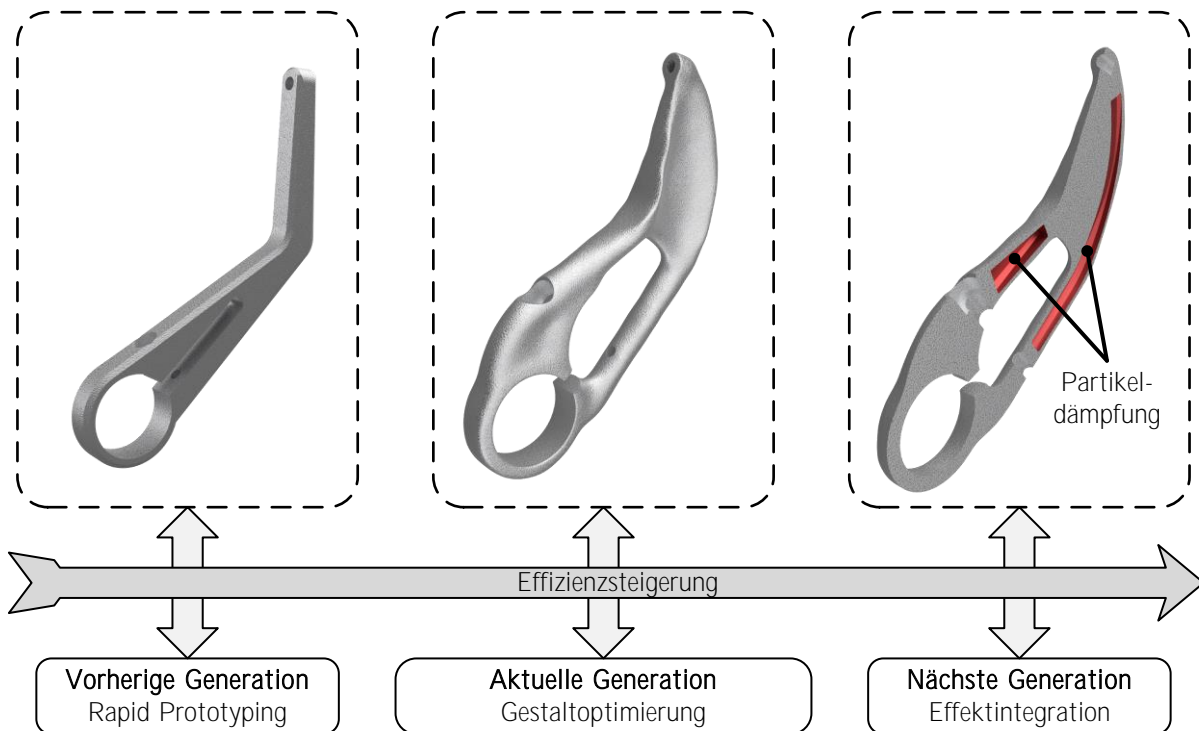 Partikel-
dämpfung
Effizienzsteigerung
Vorherige Generation
Rapid Prototyping
Aktuelle Generation
Gestaltoptimierung
Nächste Generation
Effektintegration